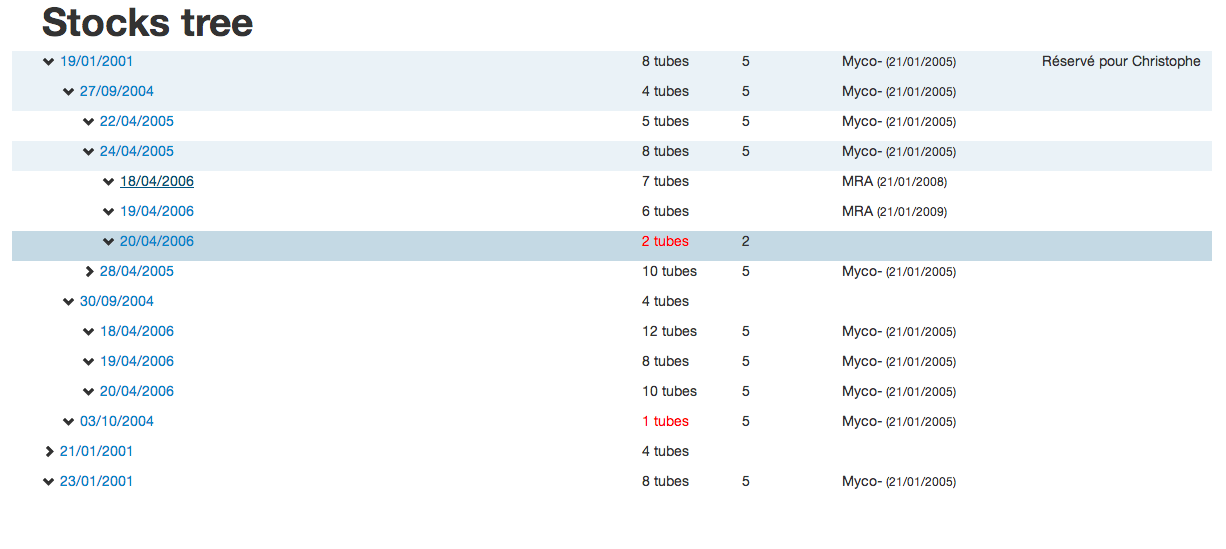 Stocks tree
19/01/2001 8 tubes 5 Myco- (21/01/2005) Réservé pour Christophe
27/09/2004 4 tubes 5 Myco- (21/01/2005)
22/04/2005 5 tubes 5 Myco- (21/01/2005)
24/04/2005 8 tubes 5 Myco- (21/01/2005)
18/04/2006 7 tubes MRA (21/01/2008)
19/04/2006 6 tubes MRA (21/01/2009)
20/04/2006 2 tubes 2
28/04/2005 10 tubes 5 Myco- (21/01/2005)
30/09/2004 4 tubes
18/04/2006 12 tubes 5 Myco- (21/01/2005)
19/04/2006 8 tubes 5 Myco- (21/01/2005)
20/04/2006 10 tubes 5 Myco- (21/01/2005)
03/10/2004 1 tubes 5 Myco- (21/01/2005)
21/01/2001 4 tubes
23/01/2001 8 tubes 5 Myco- (21/01/2005)